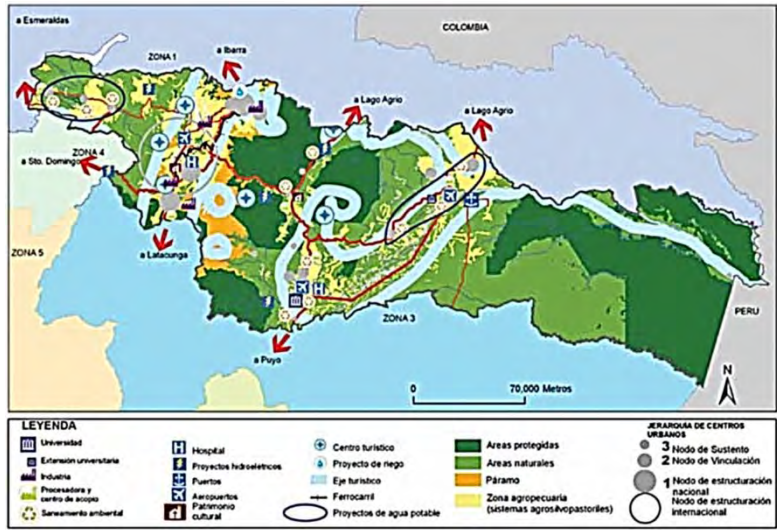 a Esmeraldas
COLOMBIA
ZONA 1
a Ibarra
a Lago Agrio
a Lago Agrio
ZONA 4
a Sto. Domingo
ZONA 5
a Latacunga
ZONA 3
PERU
a Puyo
N
0 70,000 Metros
LEYENDA
Universidad
Extensión universitaria
Industria
Procesadora y
centro de acopio
Saneamiento ambiental
Hospital
Proyectos hidroeletricos
Puertos
Aeropuertos
Patrimonio
cultural
Centro turístico
Proyecto de riego
Eje turístico
Ferrocarril
Proyectos de agua potable
Areas protegidas
Areas naturales
Páramo
Zona agropecuaria
(sistemas agrosilvopastoriles)
JERARQUÍA DE CENTROS
URBANOS
3 Nodo de Sustento
2 Nodo de Vinculación
1 Nodo de estructuración
nacional
Nodo de estructuración
internacional